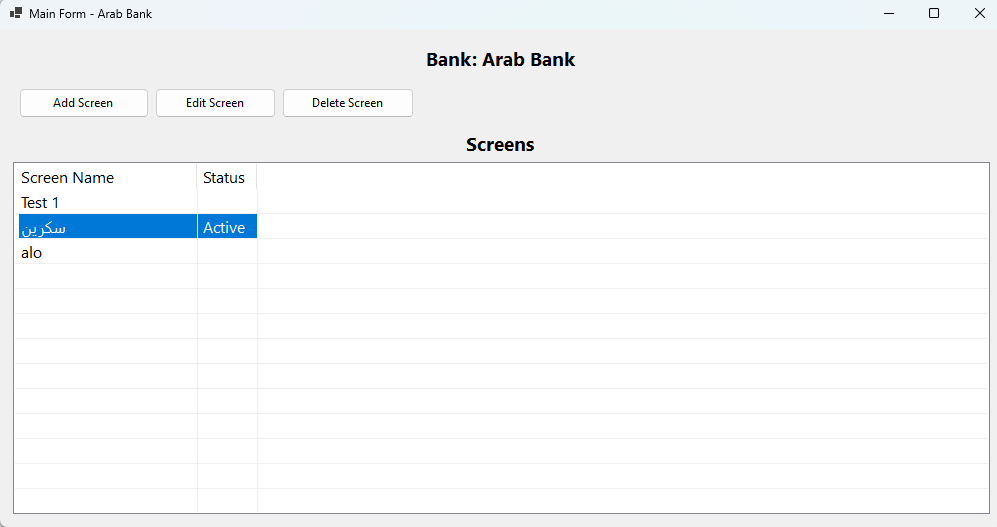 Main Form - Arab Bank
Bank: Arab Bank
Add Screen Edit Screen Delete Screen
Screens
Screen Name Status
Test 1
سكرين Active
alo